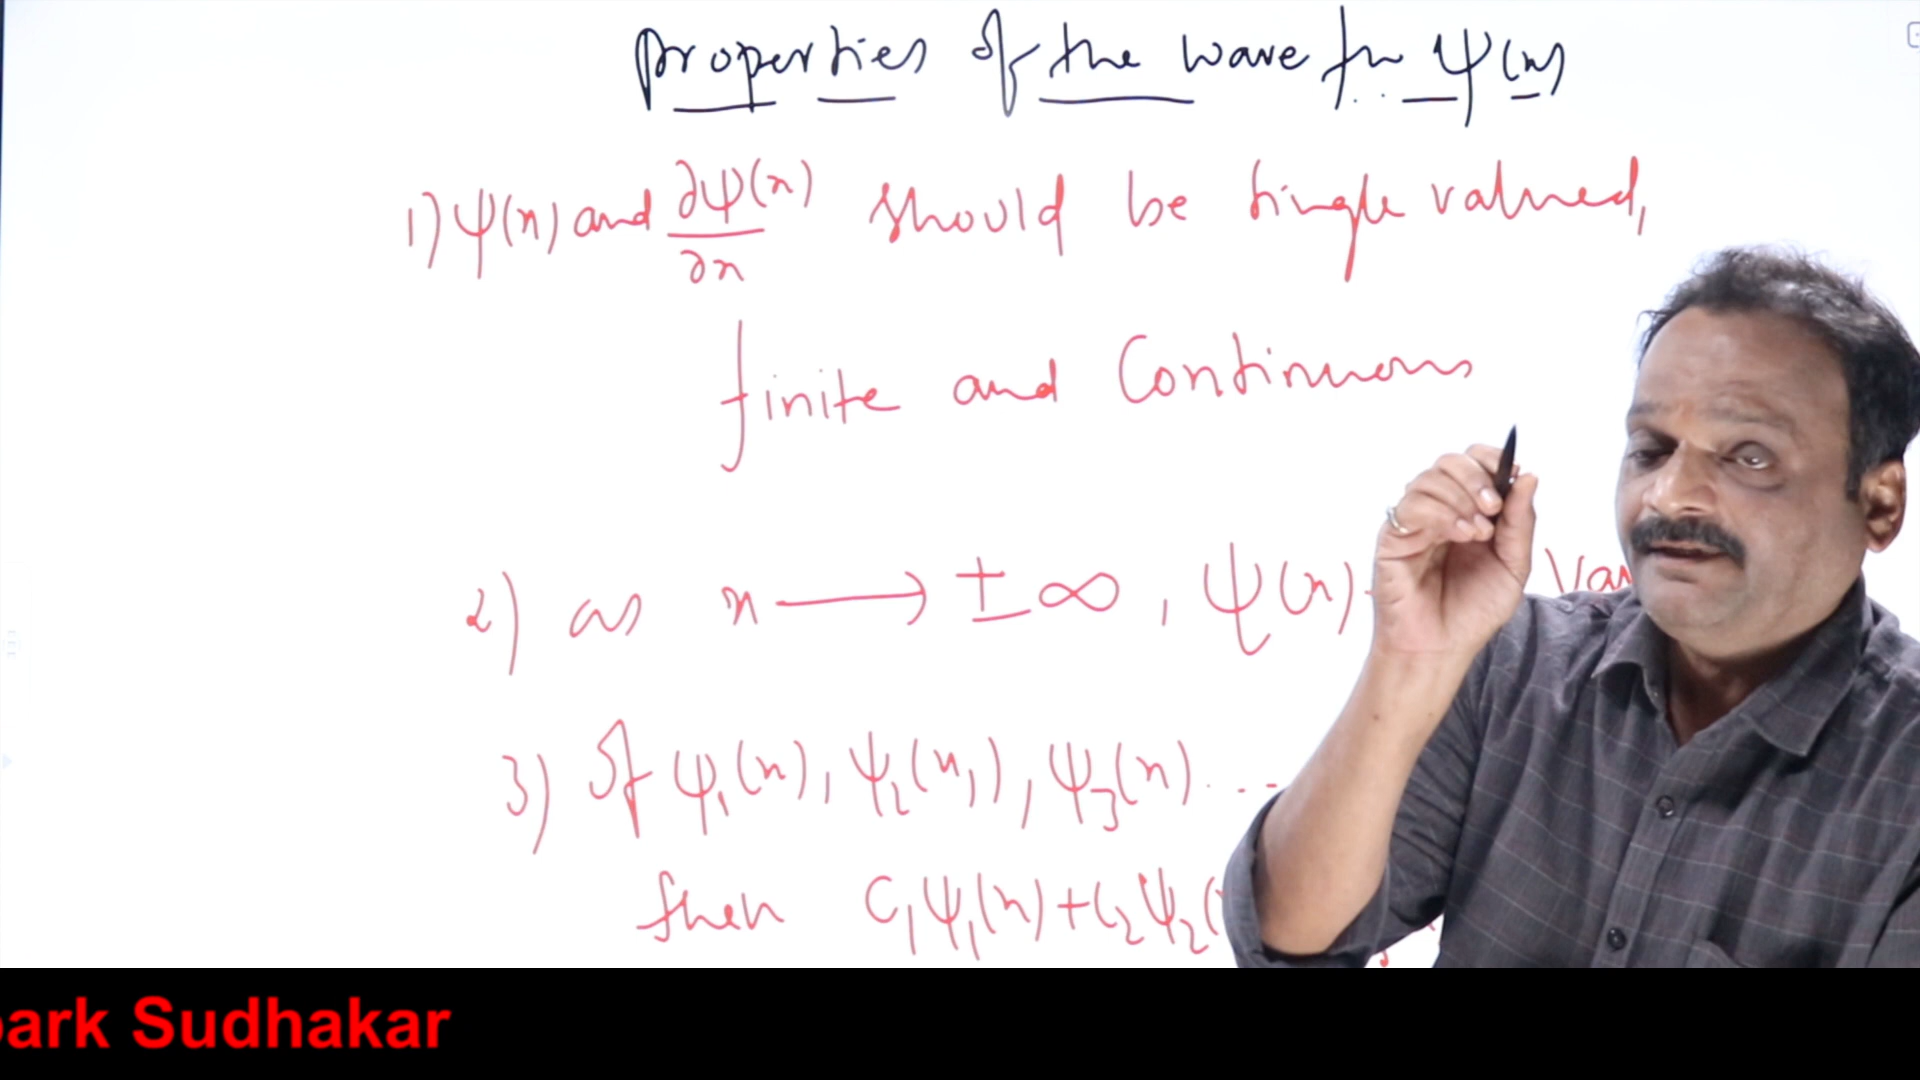 properties of the wave fn ψ(x)
1) ψ(x) and ∂ψ(x)/∂x should be single valued,
finite and continuous
2) as x ⟶ ±∞, ψ(x)
3) If ψ₁(x), ψ₂(x,), ψ₃(x) ....
then C₁ψ₁(x) + C₂ψ₂(
park Sudhakar